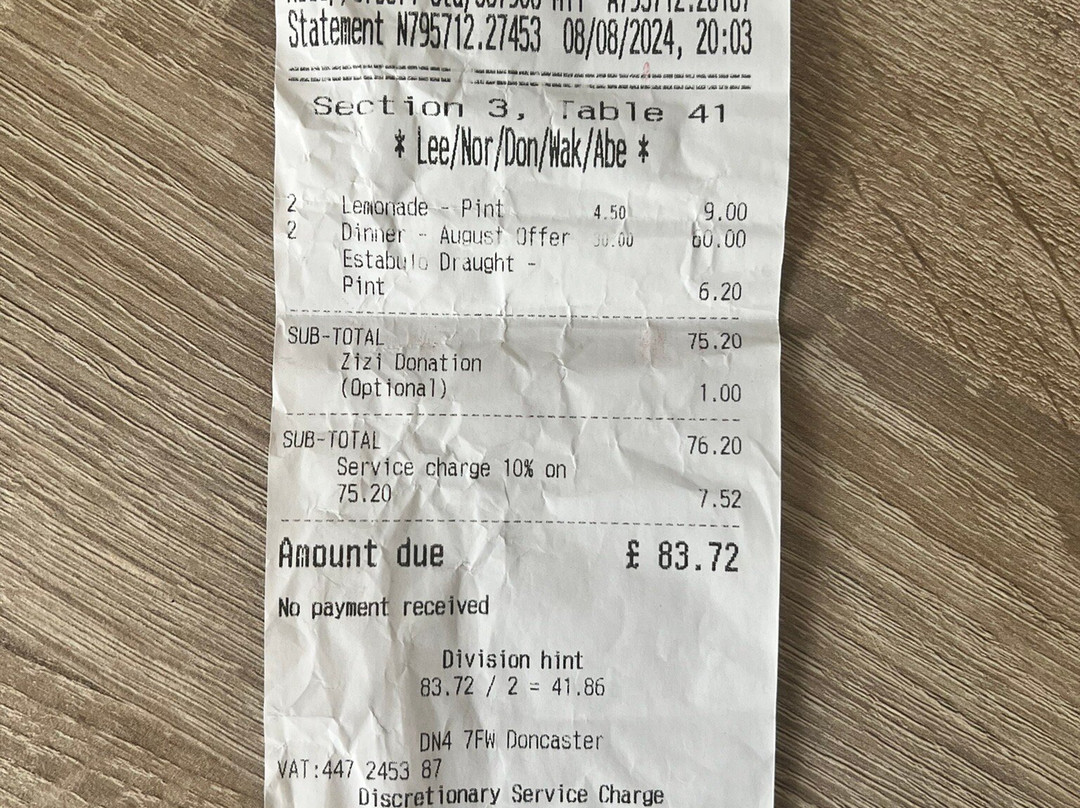 Statement N795712.27453 08/08/2024, 20:03
Section 3, Table 41
* Lee/Nor/Don/Wak/Abe *
2 Lemonade - Pint 4.50 9.00
2 Dinner - August Offer 30.00 60.00
Estabulo Draught -
Pint 6.20
SUB-TOTAL 75.20
Zizi Donation
(Optional) 1.00
SUB-TOTAL 76.20
Service charge 10% on
75.20 7.52
Amount due £ 83.72
No payment received
Division hint
83.72 / 2 = 41.86
DN4 7FW Doncaster
VAT:447 2453 87
Discretionary Service Charge